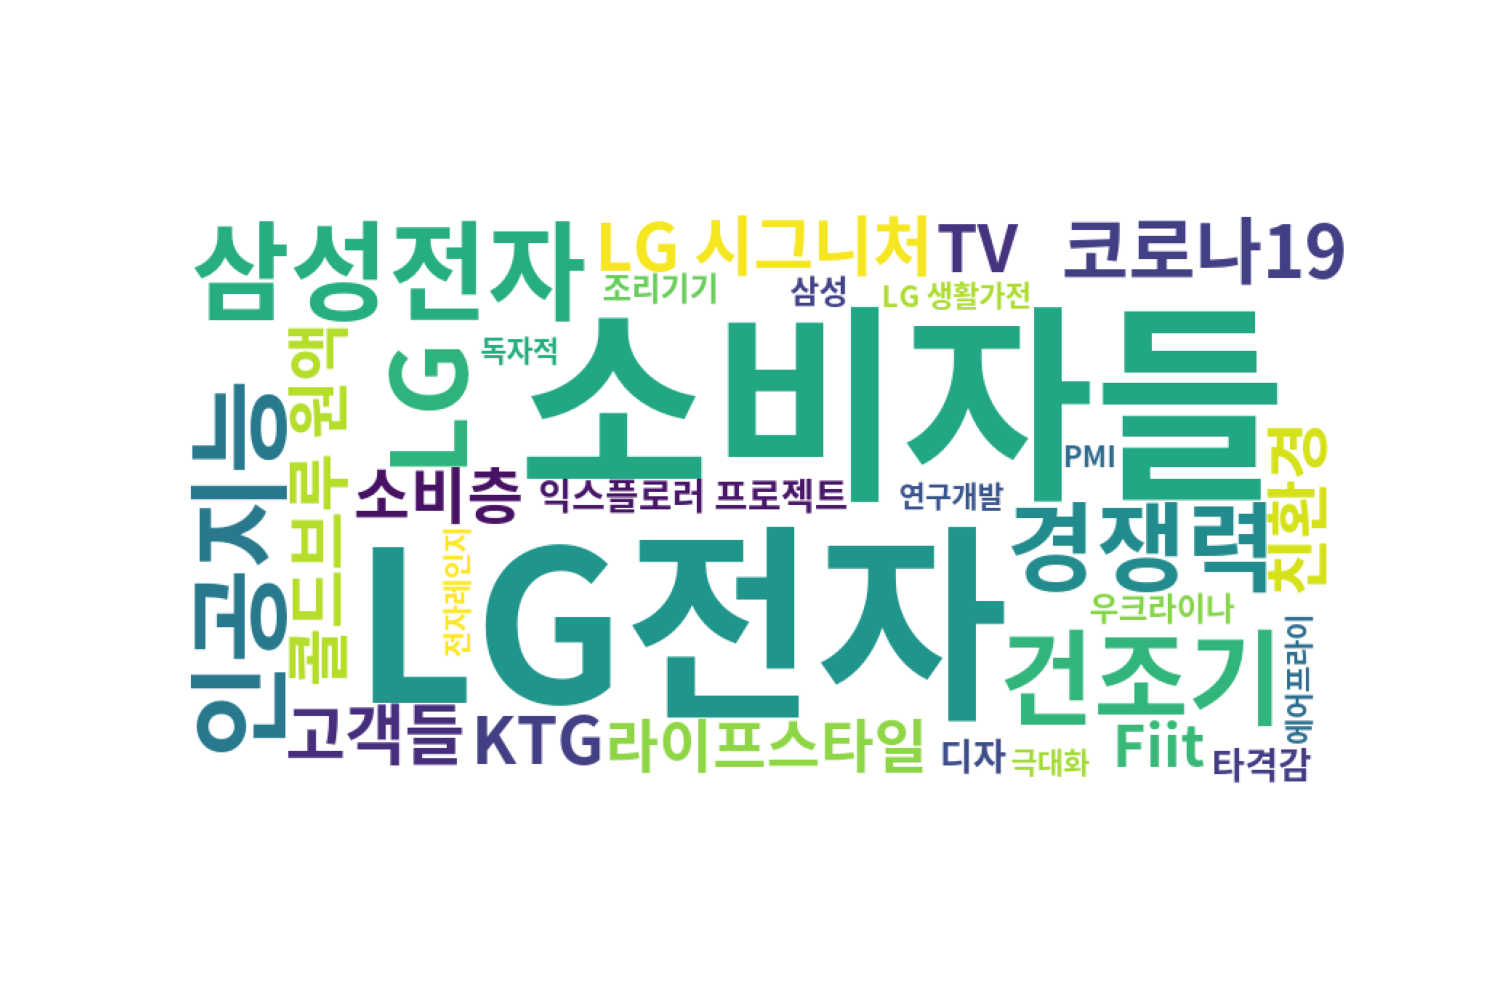 삼성전자
LG 시그니처
TV
코로나19
조리기기
삼성
LG 생활가전
소비자들
LG
독자적
콜드브루 원액
인공지능
PMI
친환경
소비층
익스플로러 프로젝트
연구개발
경쟁력
LG전자
전자레인지
우크라이나
건조기
에어프라이
고객들
KTG
라이프스타일
디자
극대화
Fiit
타격감